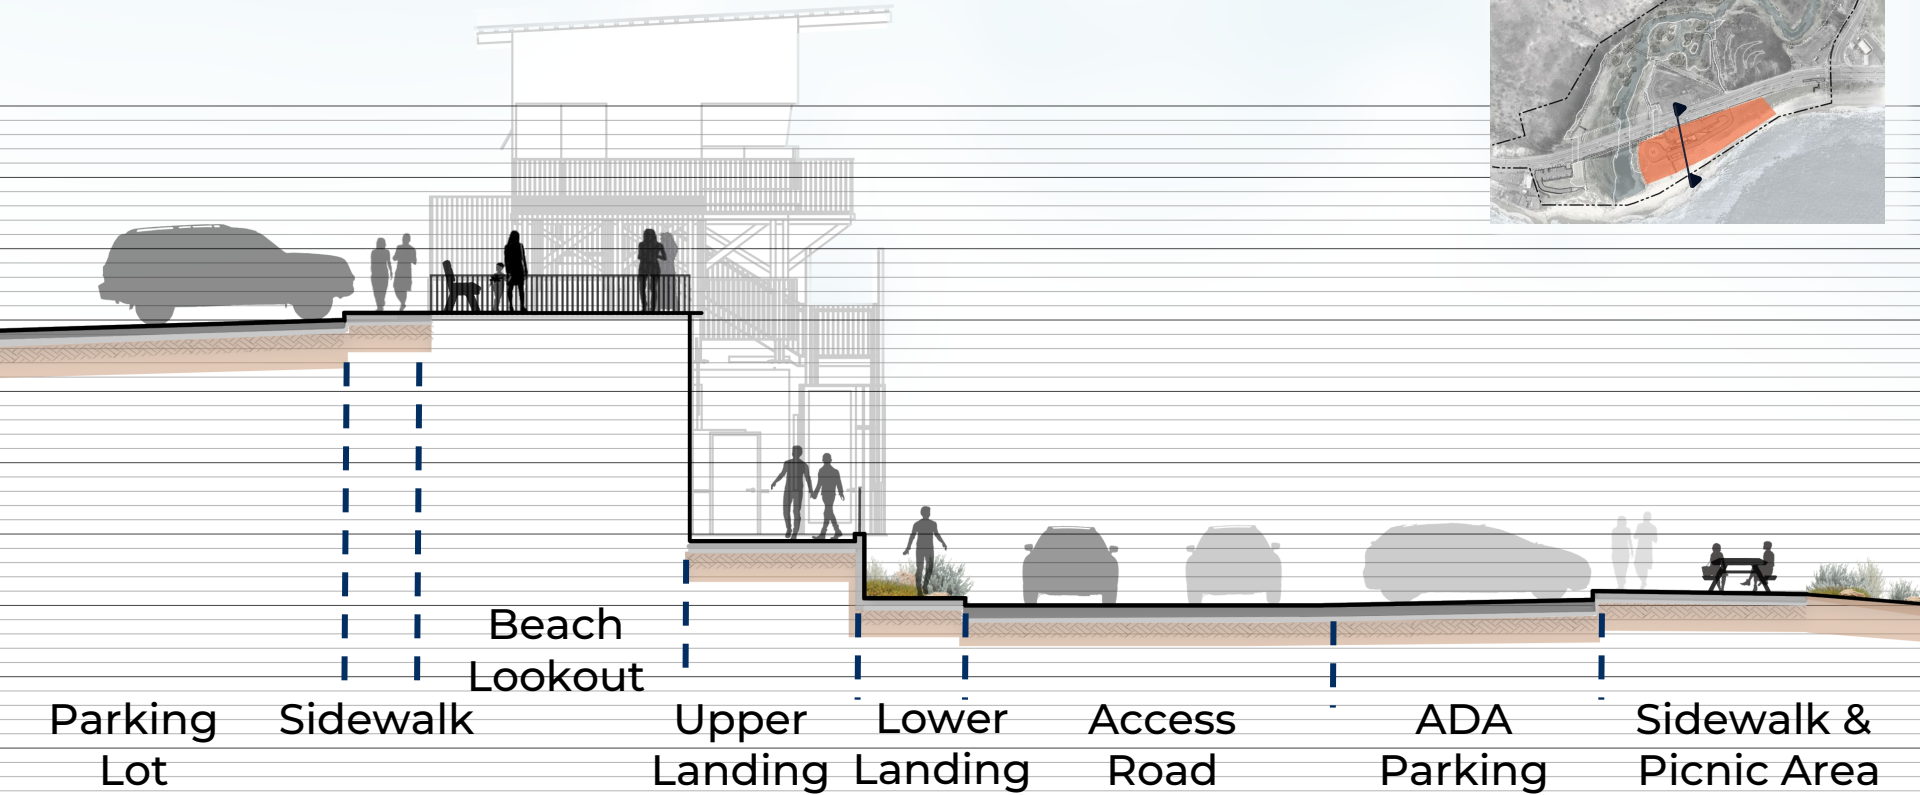 Beach
Lookout
Parking
Lot
Sidewalk
Upper
Landing
Lower
Landing
Access
Road
ADA
Parking
Sidewalk &
Picnic Area